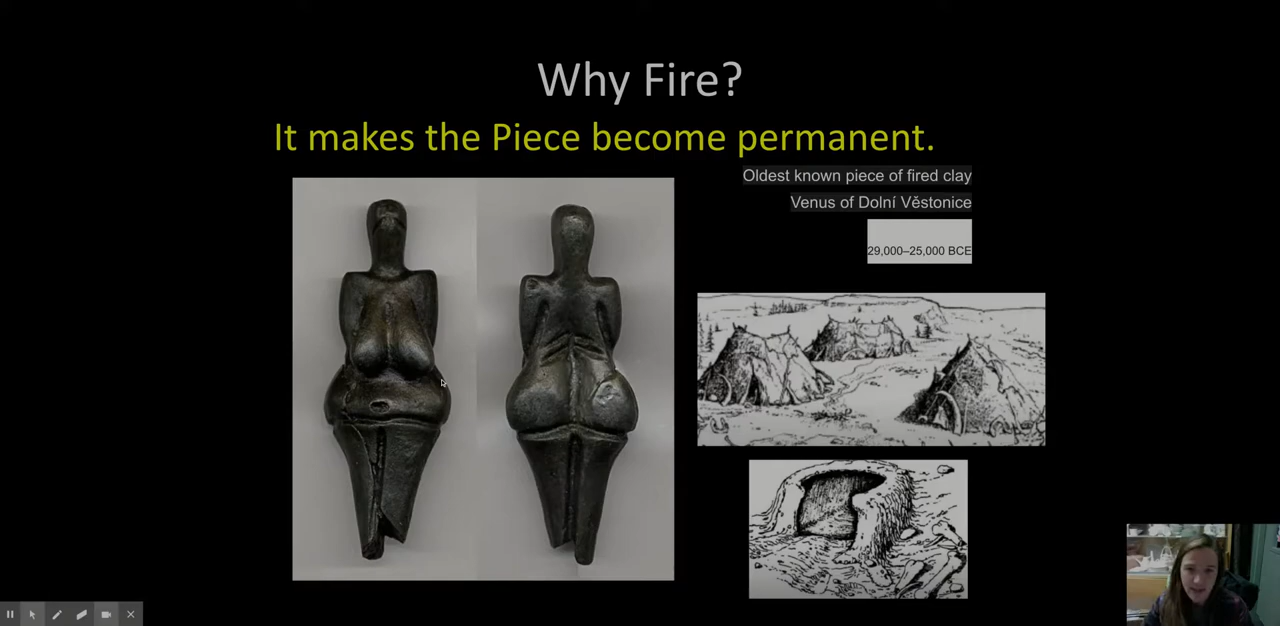 Why Fire?
It makes the Piece become permanent.
Oldest known piece of fired clay
Venus of Dolní Věstonice
29,000–25,000 BCE